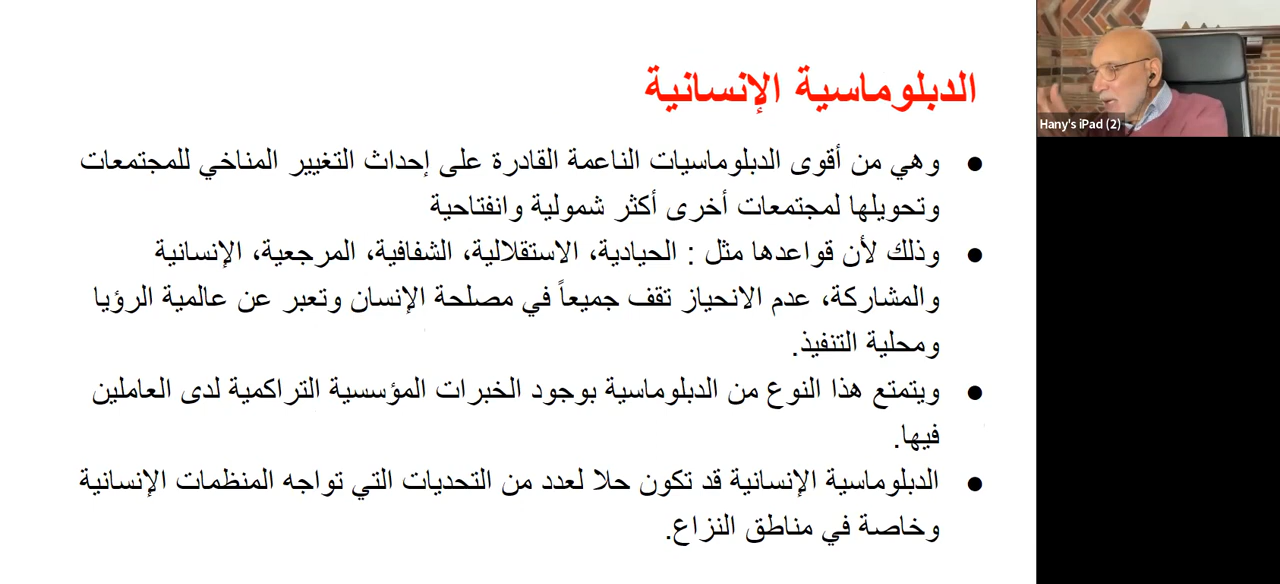 الدبلوماسية الإنسانية
● وهي من أقوى الدبلوماسيات الناعمة القادرة على إحداث التغيير المناخي للمجتمعات
وتحويلها لمجتمعات أخرى أكثر شمولية وانفتاحية
● وذلك لأن قواعدها مثل : الحيادية، الاستقلالية، الشفافية، المرجعية، الإنسانية
والمشاركة، عدم الانحياز تقف جميعاً في مصلحة الإنسان وتعبر عن عالمية الرؤيا
ومحلية التنفيذ.
● ويتمتع هذا النوع من الدبلوماسية بوجود الخبرات المؤسسية التراكمية لدى العاملين
فيها.
● الدبلوماسية الإنسانية قد تكون حلا لعدد من التحديات التي تواجه المنظمات الإنسانية
وخاصة في مناطق النزاع.
Hany's iPad (2)